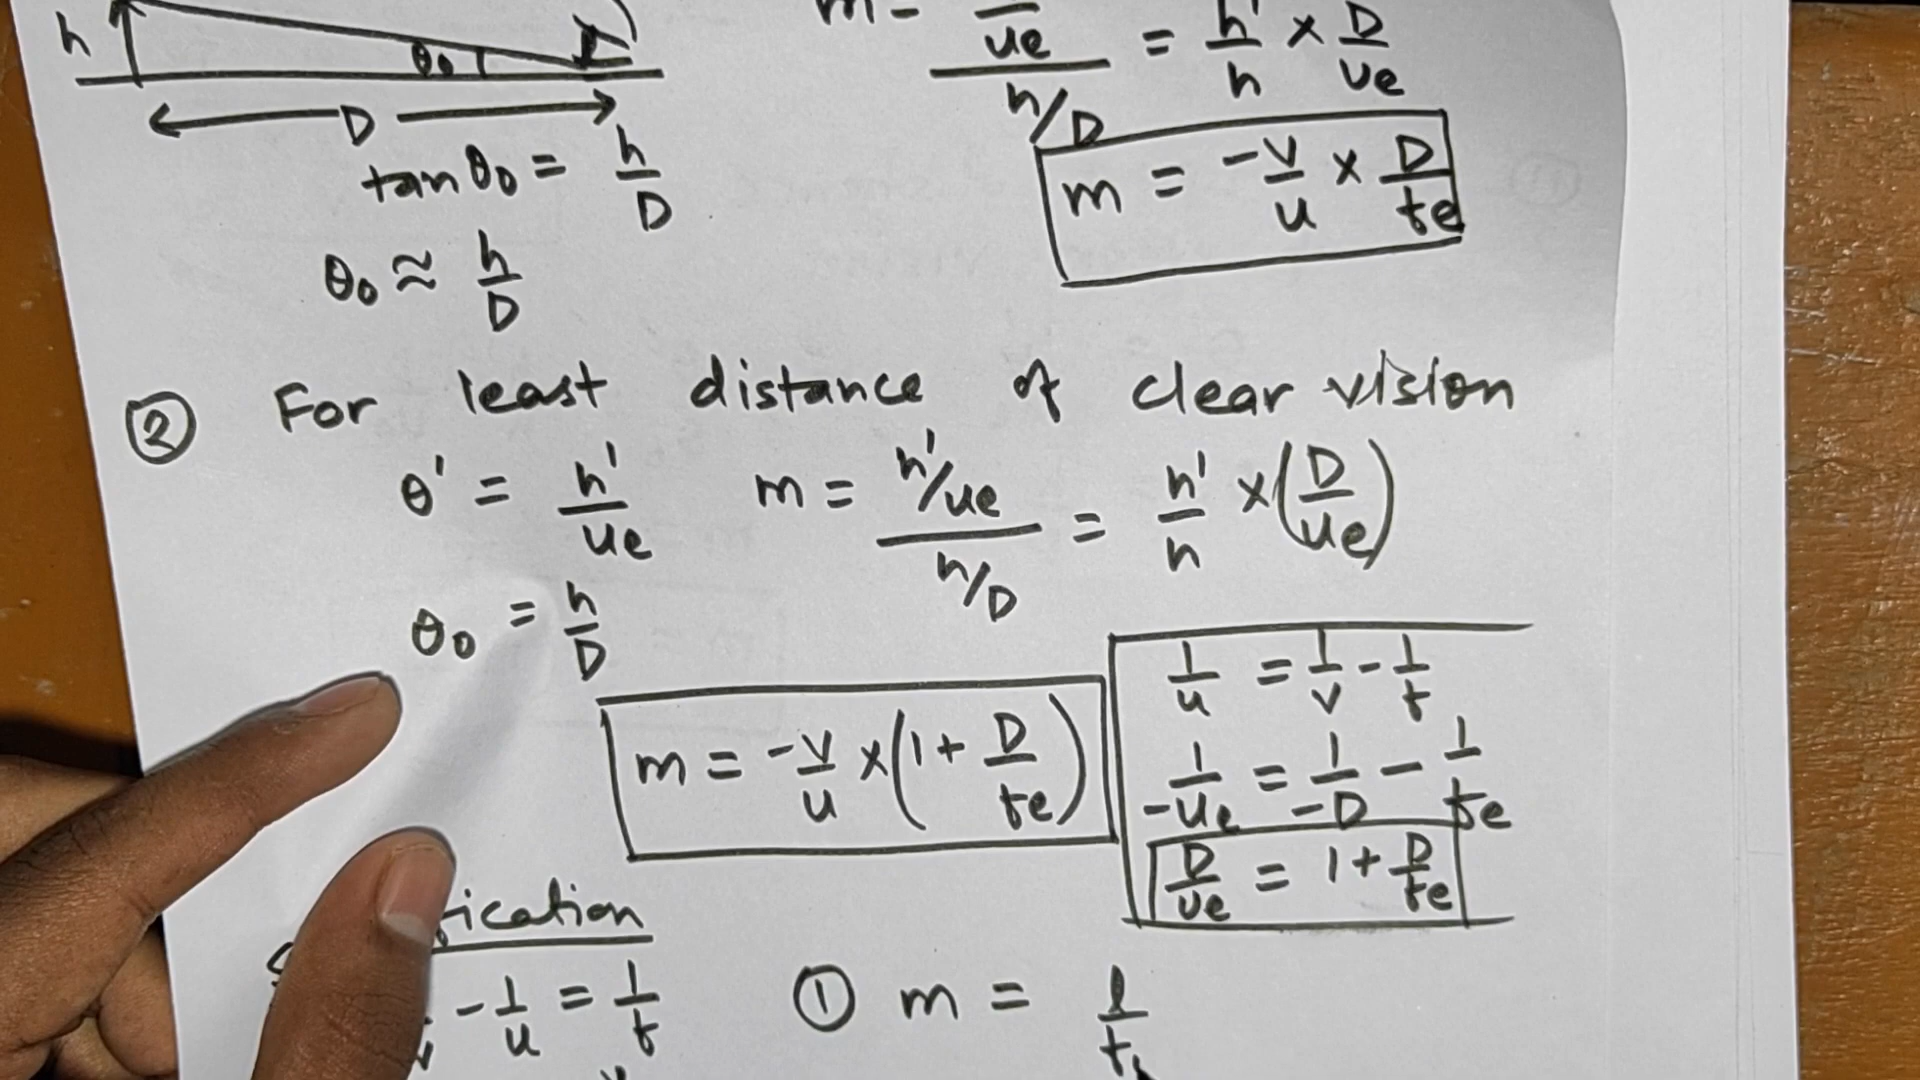 h
θ₀
D
tan θ₀ = h/D
θ₀ ≈ h/D
ue / h/D = h'/h × D/ue
m = -v/u × D/fe
② For least distance of clear vision
θ' = h'/ue m = h'/ue / h/D = h'/h × (D/ue)
θ₀ = h/D
m = -v/u × (1 + D/fe)
1/u = 1/v - 1/f
1/-ue = 1/-D - 1/fe
D/ue = 1 + D/fe
- 1/u = 1/f
① m =